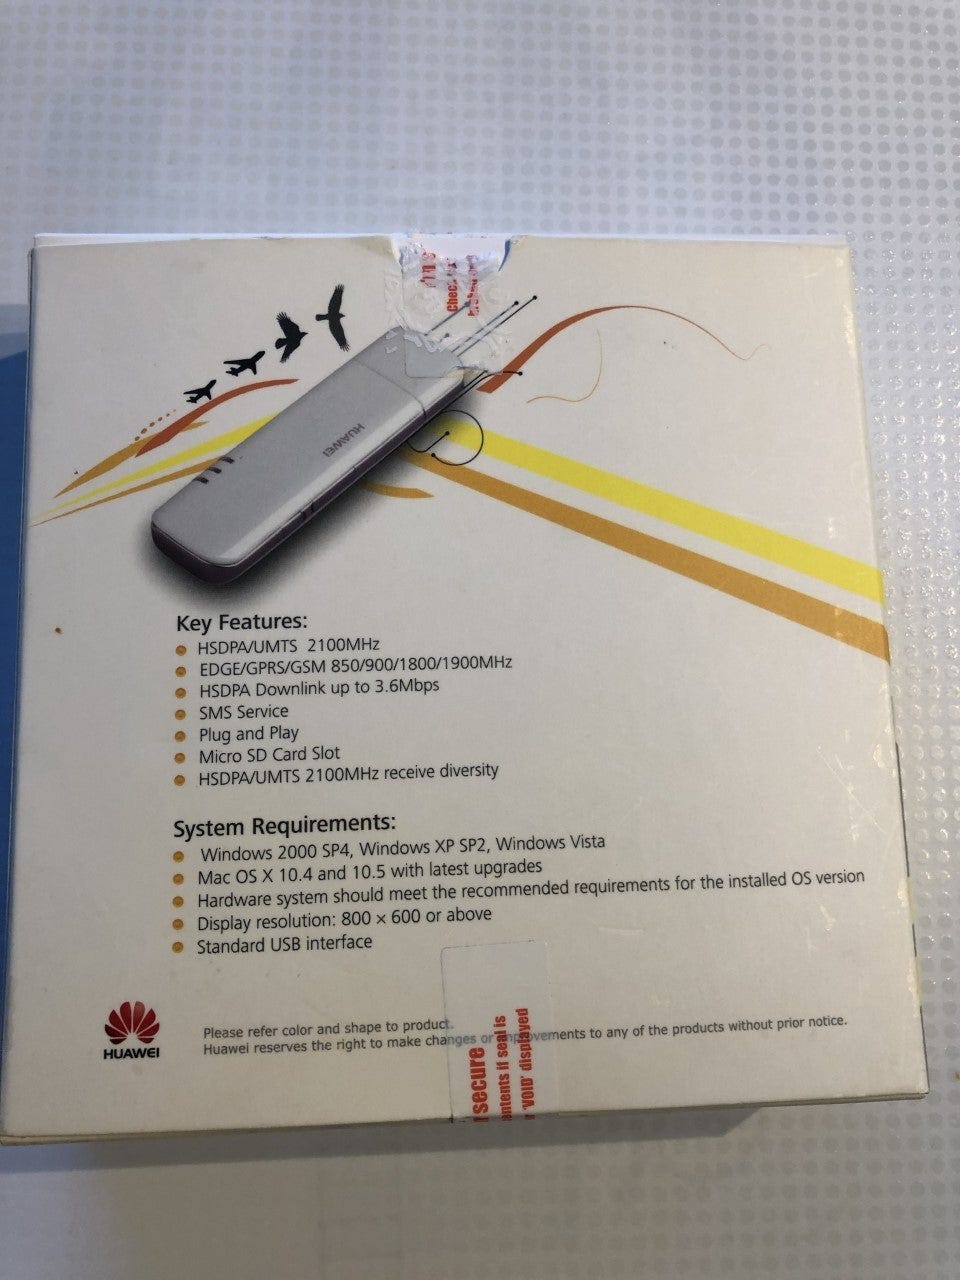 Check
HUAWEI
Key Features:
HSDPA/UMTS 2100MHz
EDGE/GPRS/GSM 850/900/1800/1900MHz
HSDPA Downlink up to 3.6Mbps
SMS Service
Plug and Play
Micro SD Card Slot
HSDPA/UMTS 2100MHz receive diversity
System Requirements:
Windows 2000 SP4, Windows XP SP2, Windows Vista
Mac OS X 10.4 and 10.5 with latest upgrades
Hardware system should meet the recommended requirements for the installed OS version
Display resolution: 800 × 600 or above
Standard USB interface
HUAWEI
Please refer color and shape to product.
Huawei reserves the right to make changes or improvements to any of the products without prior notice.
secure
if seal is
'VOID' displayed